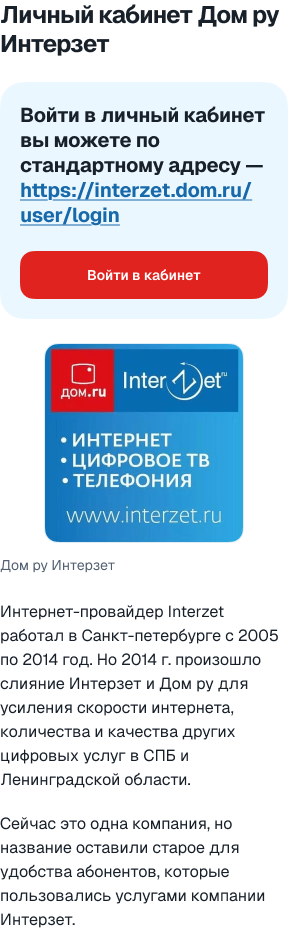 Личный кабинет Дом ру
Интерзет
Войти в личный кабинет
вы можете по
стандартному адресу —
https://interzet.dom.ru/
user/login
Войти в кабинет
дом.ru InterZet.ru
• ИНТЕРНЕТ
• ЦИФРОВОЕ ТВ
• ТЕЛЕФОНИЯ
www.interzet.ru
Дом ру Интерзет
Интернет-провайдер Interzet
работал в Санкт-петербурге с 2005
по 2014 год. Но 2014 г. произошло
слияние Интерзет и Дом ру для
усиления скорости интернета,
количества и качества других
цифровых услуг в СПБ и
Ленинградской области.
Сейчас это одна компания, но
название оставили старое для
удобства абонентов, которые
пользовались услугами компании
Интерзет.